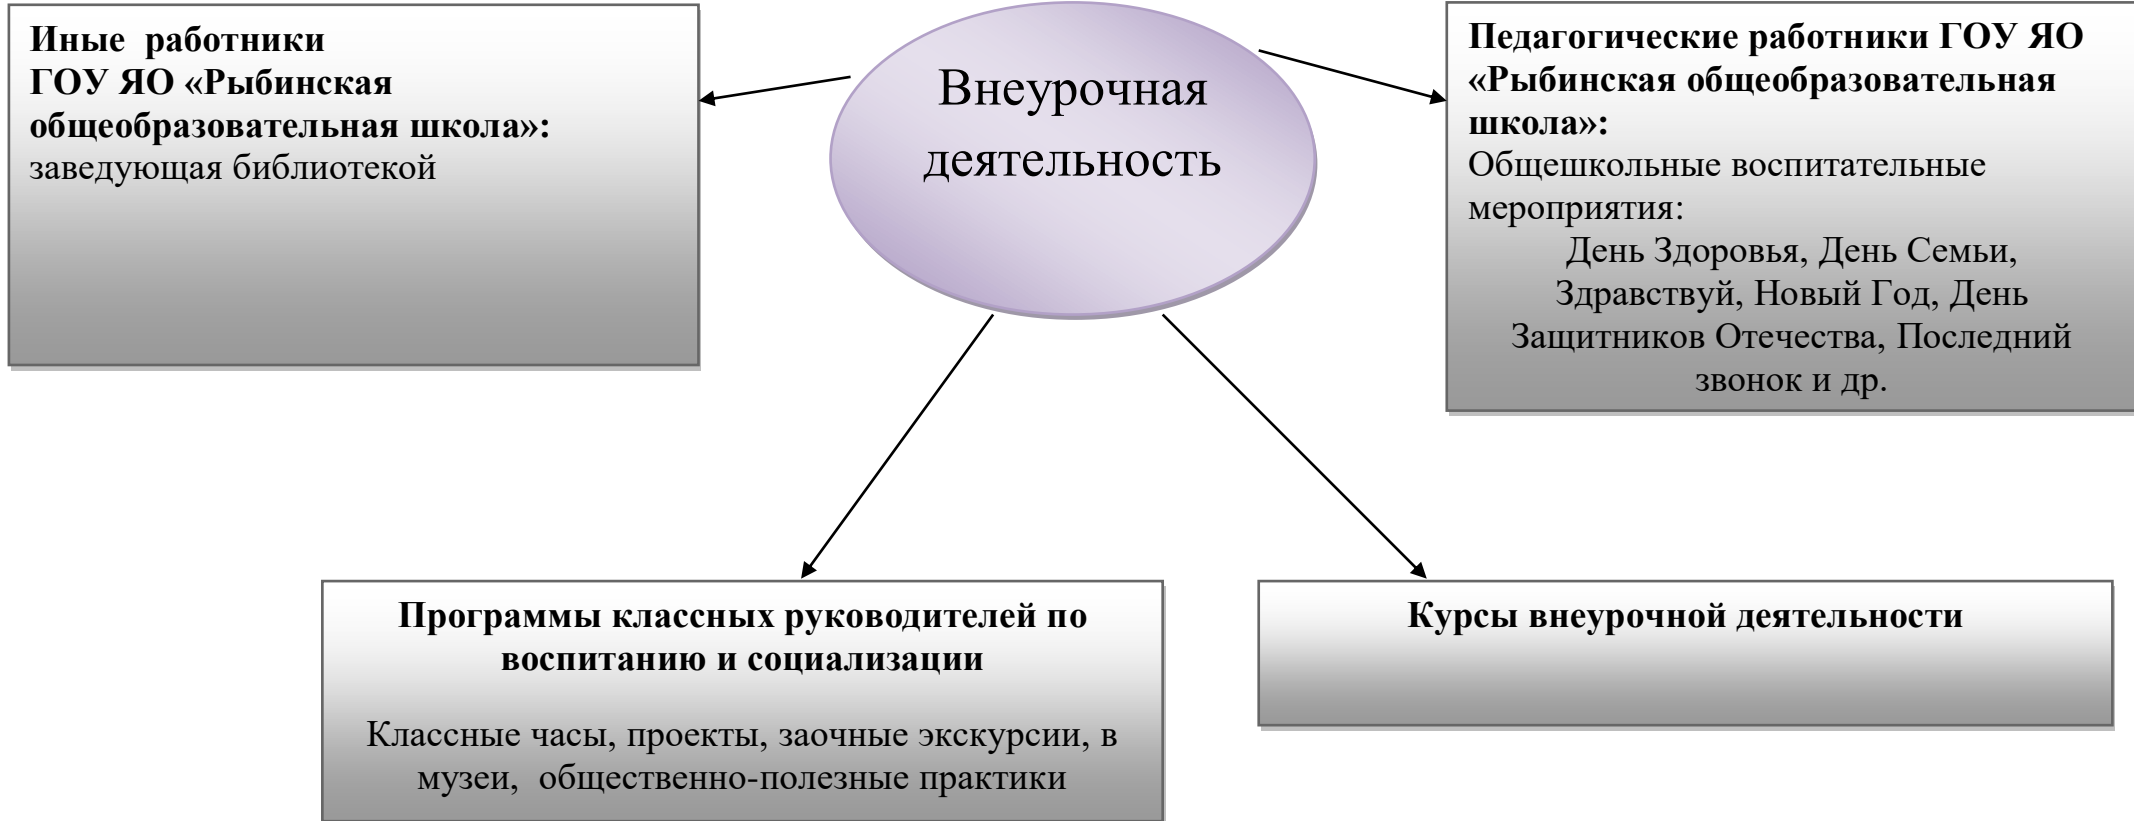 Иные  работники
ГОУ ЯО «Рыбинская
общеобразовательная школа»:
заведующая библиотекой
Внеурочная
деятельность
Педагогические работники ГОУ ЯО
«Рыбинская общеобразовательная
школа»:
Общешкольные воспитательные
мероприятия:
День Здоровья, День Семьи,
Здравствуй, Новый Год, День
Защитников Отечества, Последний
звонок и др.
Программы классных руководителей по
воспитанию и социализации
Классные часы, проекты, заочные экскурсии, в
музеи,  общественно-полезные практики
Курсы внеурочной деятельности